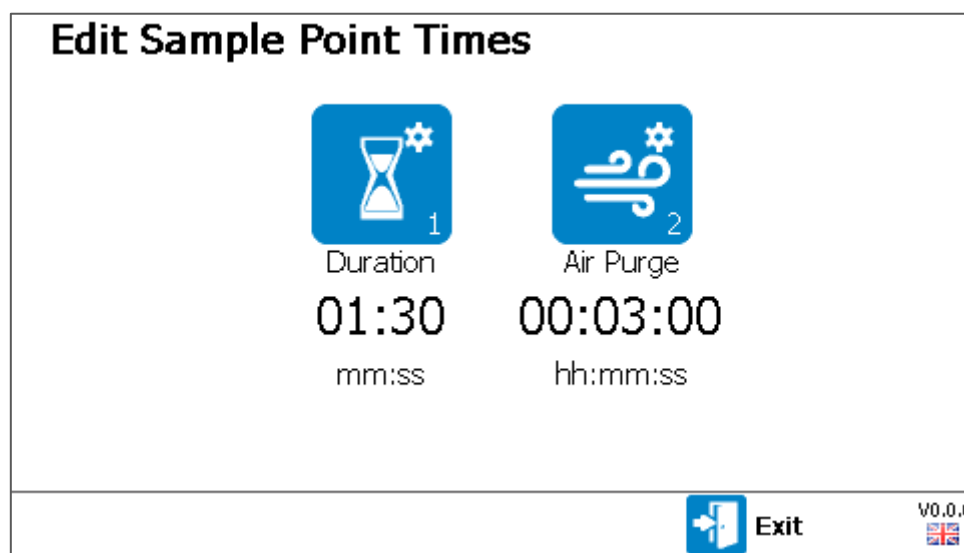 Edit Sample Point Times
1 2
Duration Air Purge
01:30 00:03:00
mm:ss hh:mm:ss
Exit